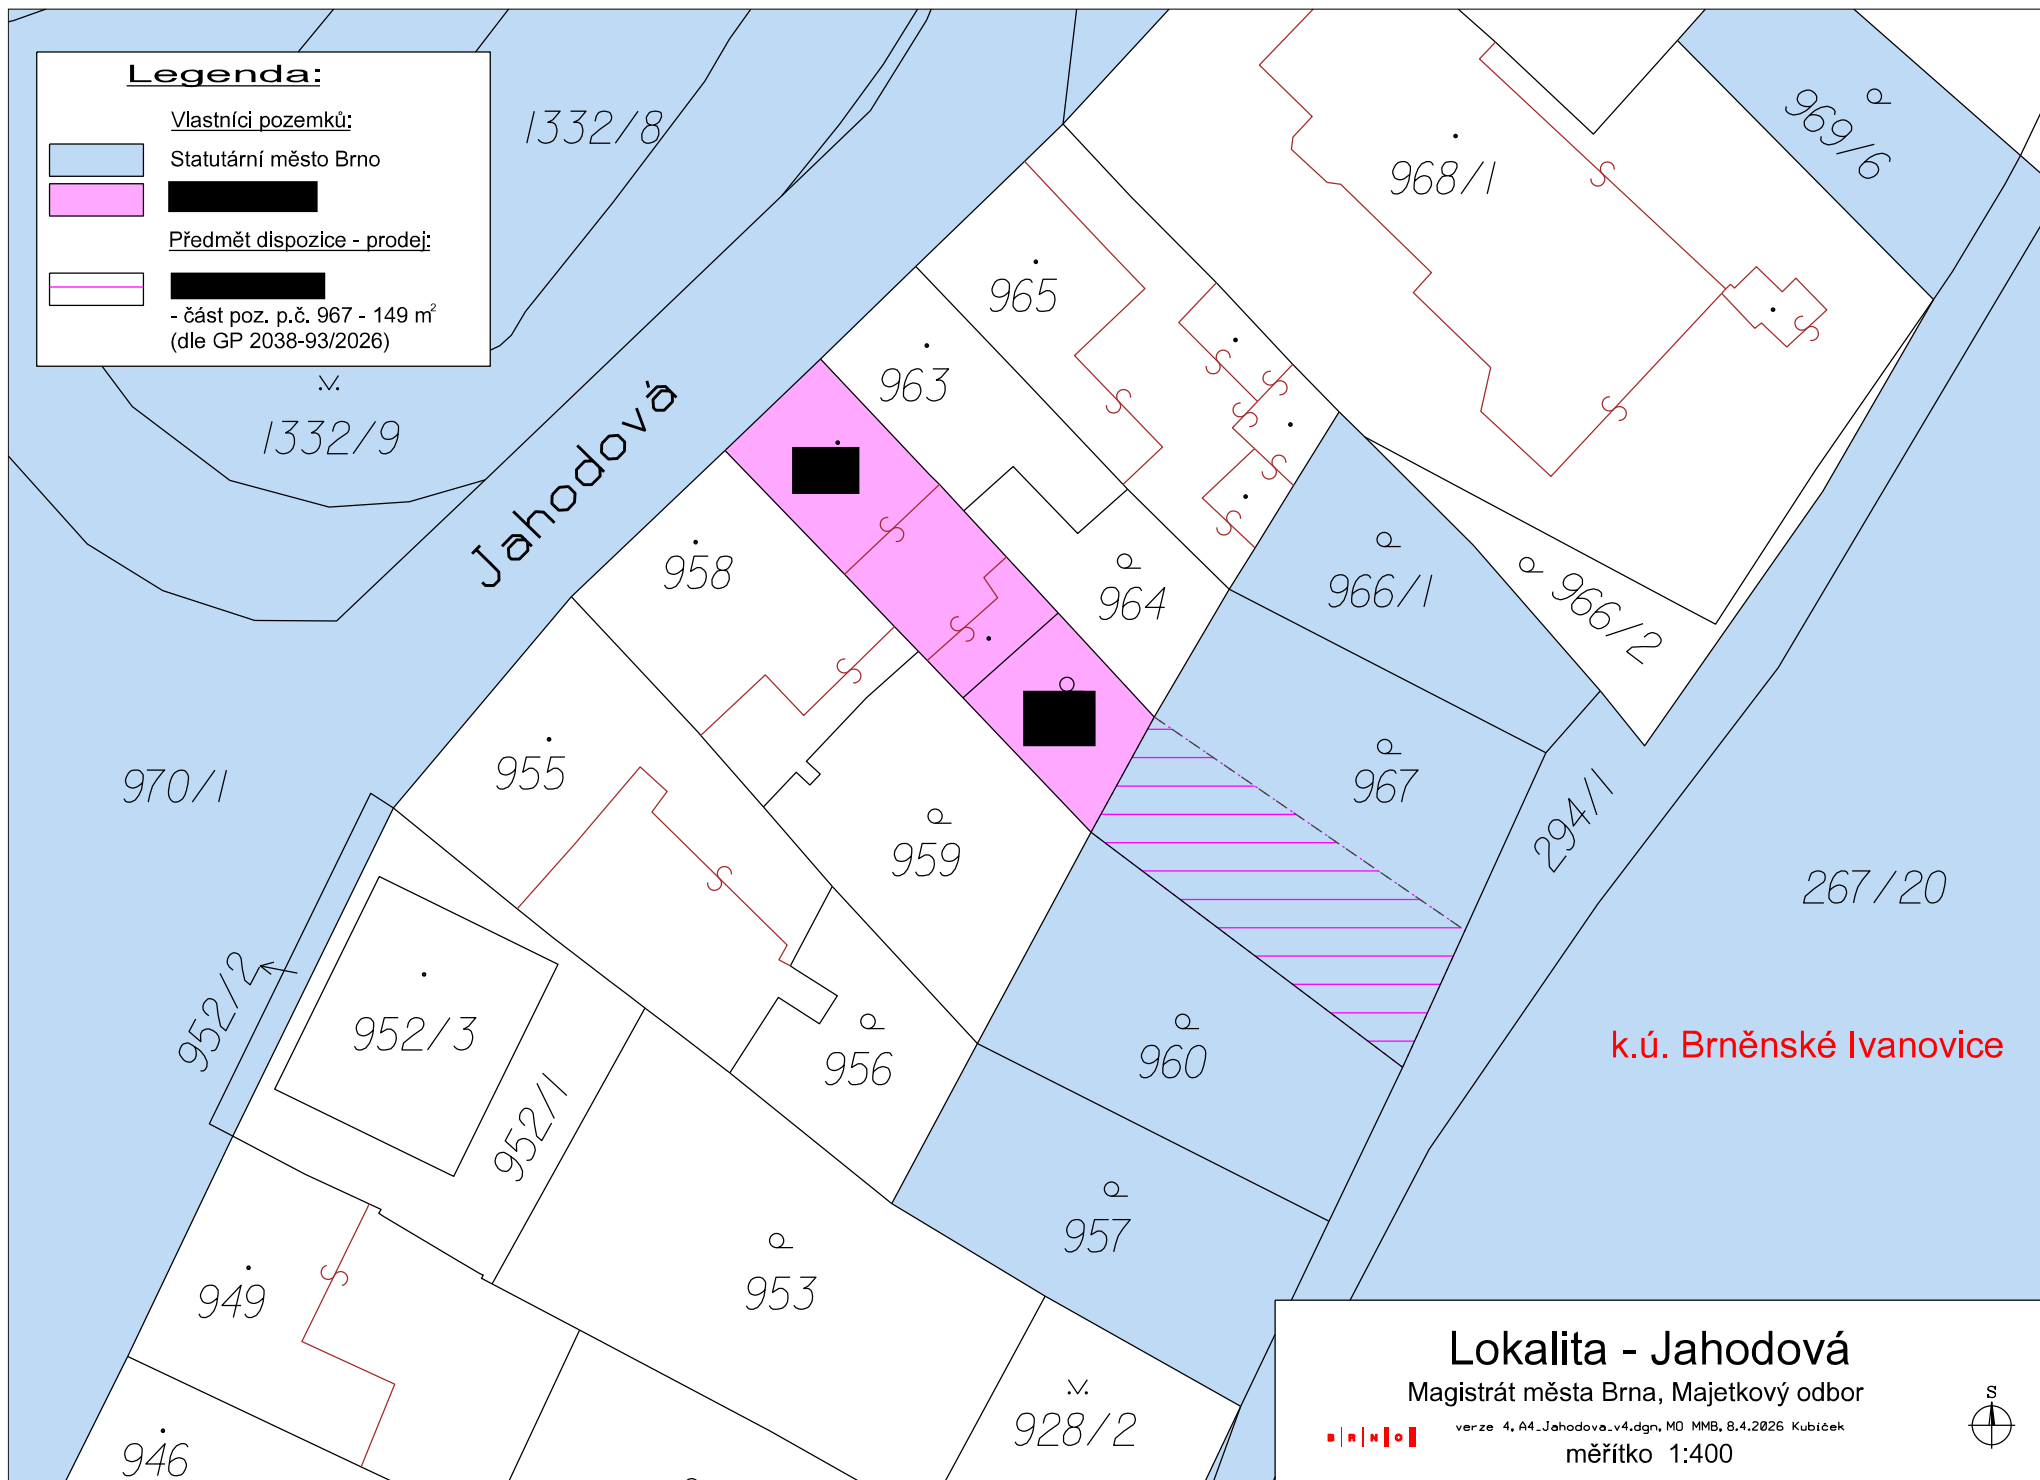 Legenda:
Vlastníci pozemků:
Statutární město Brno
Předmět dispozice - prodej:
- část poz. p.č. 967 - 149 m²
(dle GP 2038-93/2026)
1332/8
969/6
968/1
965
963
1332/9
Jahodová
958
964
966/1
966/2
955
970/1
967
294/1
959
267/20
952/2
952/3
956
960
k.ú. Brněnské Ivanovice
952/1
957
949
953
928/2
946
Lokalita - Jahodová
Magistrát města Brna, Majetkový odbor
verze 4, A4_Jahodova_v4.dgn, MO MMB, 8.4.2026 Kubíček
BRNO
měřítko 1:400
S